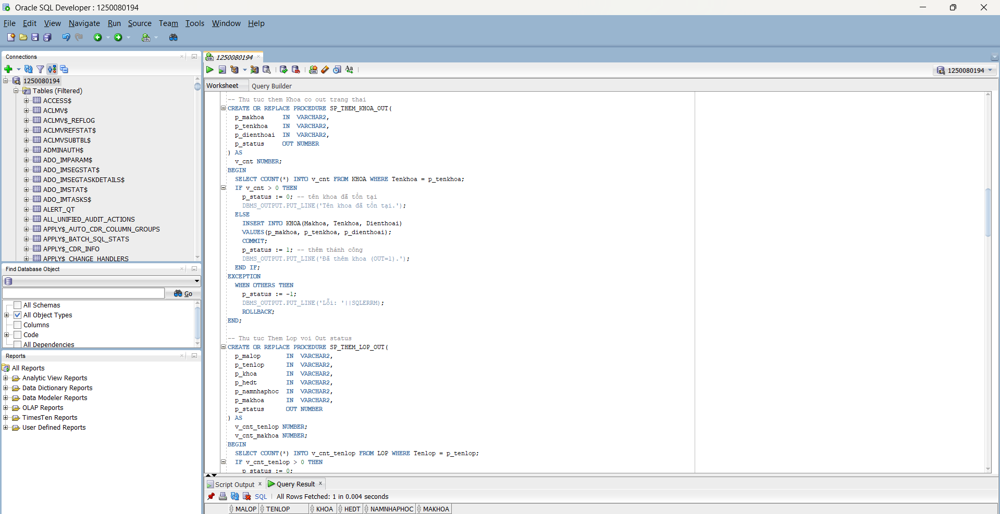 Oracle SQL Developer : 1250080194
File Edit View Navigate Run Source Team Tools Window Help
Connections
1250080194
Tables (Filtered)
ACCESS$
ACLMV$
ACLMV$_REFLOG
ACLMVREFSTAT$
ACLMVSUBTBL$
ADMINAUTH$
ADO_IMPARAM$
ADO_IMSEGSTAT$
ADO_IMSEGTASKDETAILS$
ADO_IMSTAT$
ADO_IMTASKS$
ALERT_QT
ALL_UNIFIED_AUDIT_ACTIONS
APPLY$_AUTO_CDR_COLUMN_GROUPS
APPLY$_BATCH_SQL_STATS
APPLY$_CDR_INFO
APPLY$_CHANGE_HANDLERS
Find Database Object
Go
All Schemas
All Object Types
Columns
Code
All Dependencies
Reports
All Reports
Analytic View Reports
Data Dictionary Reports
Data Modeler Reports
OLAP Reports
TimesTen Reports
User Defined Reports
1250080194
1250080194
Worksheet Query Builder
-- Thu tuc them Khoa co out trang thai
CREATE OR REPLACE PROCEDURE SP_THEM_KHOA_OUT(
p_makhoa IN VARCHAR2,
p_tenkhoa IN VARCHAR2,
p_dienthoai IN VARCHAR2,
p_status OUT NUMBER
) AS
v_cnt NUMBER;
BEGIN
SELECT COUNT(*) INTO v_cnt FROM KHOA WHERE Tenkhoa = p_tenkhoa;
IF v_cnt > 0 THEN
p_status := 0; -- tên khoa đã tồn tại
DBMS_OUTPUT.PUT_LINE('Tên khoa đã tồn tại.');
ELSE
INSERT INTO KHOA(Makhoa, Tenkhoa, Dienthoai)
VALUES(p_makhoa, p_tenkhoa, p_dienthoai);
COMMIT;
p_status := 1; -- thêm thành công
DBMS_OUTPUT.PUT_LINE('Đã thêm khoa (OUT=1).');
END IF;
EXCEPTION
WHEN OTHERS THEN
p_status := -1;
DBMS_OUTPUT.PUT_LINE('Lỗi: '||SQLERRM);
ROLLBACK;
END;
-- Thu tuc Them Lop voi Out status
CREATE OR REPLACE PROCEDURE SP_THEM_LOP_OUT(
p_malop IN VARCHAR2,
p_tenlop IN VARCHAR2,
p_khoa IN VARCHAR2,
p_hedt IN VARCHAR2,
p_namnhaphoc IN VARCHAR2,
p_makhoa IN VARCHAR2,
p_status OUT NUMBER
) AS
v_cnt_tenlop NUMBER;
v_cnt_makhoa NUMBER;
BEGIN
SELECT COUNT(*) INTO v_cnt_tenlop FROM LOP WHERE Tenlop = p_tenlop;
IF v_cnt_tenlop > 0 THEN
p_status := 0;
Script Output Query Result
SQL All Rows Fetched: 1 in 0.004 seconds
MALOP TENLOP KHOA HEDT NAMNHAPHOC MAKHOA